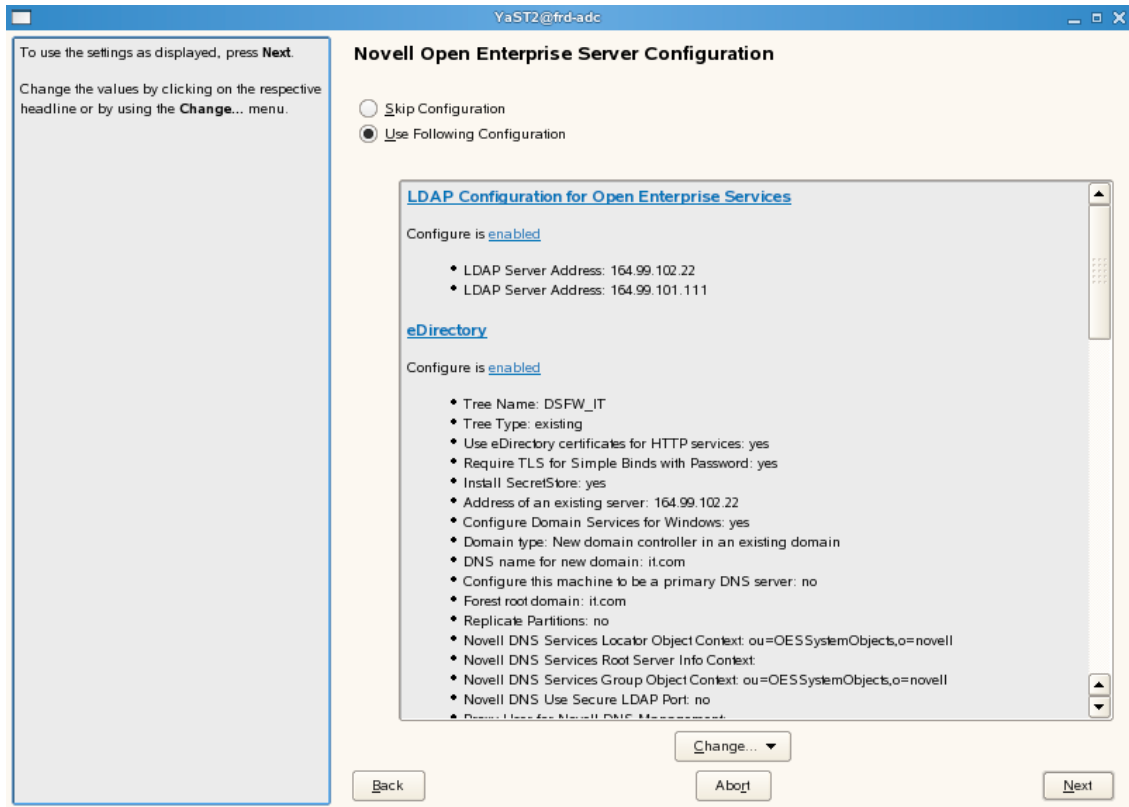 YaST2@frd-adc
To use the settings as displayed, press Next.
Change the values by clicking on the respective
headline or by using the Change... menu.
Novell Open Enterprise Server Configuration
Skip Configuration
Use Following Configuration
LDAP Configuration for Open Enterprise Services
Configure is enabled
• LDAP Server Address: 164.99.102.22
• LDAP Server Address: 164.99.101.111
eDirectory
Configure is enabled
• Tree Name: DSFW_IT
• Tree Type: existing
• Use eDirectory certificates for HTTP services: yes
• Require TLS for Simple Binds with Password: yes
• Install SecretStore: yes
• Address of an existing server: 164.99.102.22
• Configure Domain Services for Windows: yes
• Domain type: New domain controller in an existing domain
• DNS name for new domain: it.com
• Configure this machine to be a primary DNS server: no
• Forest root domain: it.com
• Replicate Partitions: no
• Novell DNS Services Locator Object Context: ou=OESSystemObjects,o=novell
• Novell DNS Services Root Server Info Context:
• Novell DNS Services Group Object Context: ou=OESSystemObjects,o=novell
• Novell DNS Use Secure LDAP Port: no
• Proxy User for Novell DNS Management:
Change...
Back
Abort
Next